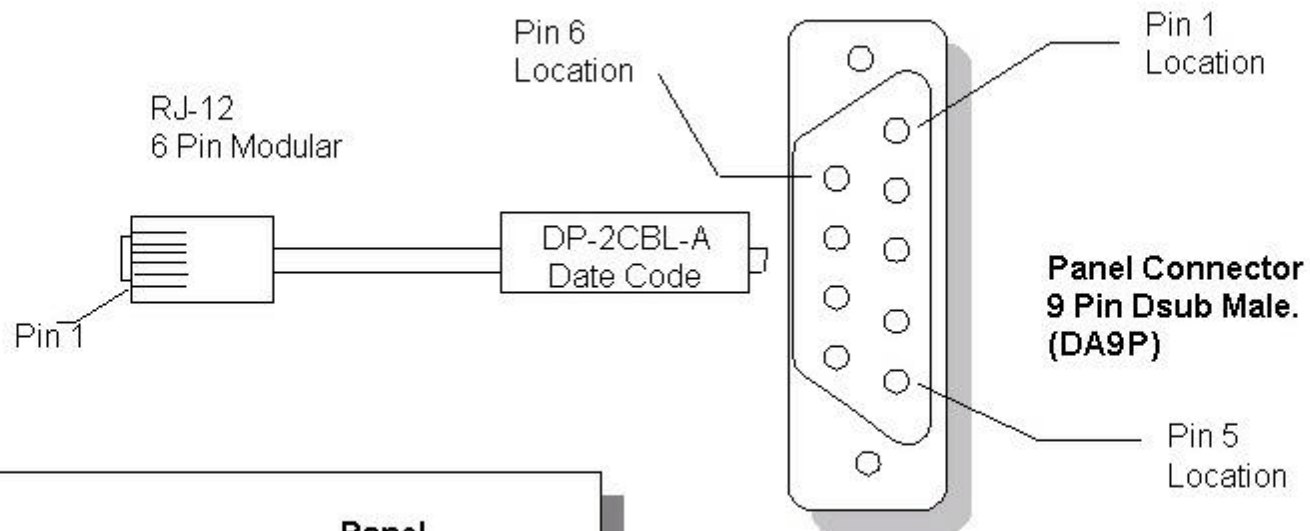 Pin 6
Location
Pin 1
Location
RJ-12
6 Pin Modular
DP-2CBL-A
Date Code
Pin 1
Panel Connector
9 Pin Dsub Male.
(DA9P)
Pin 5
Location
Panel